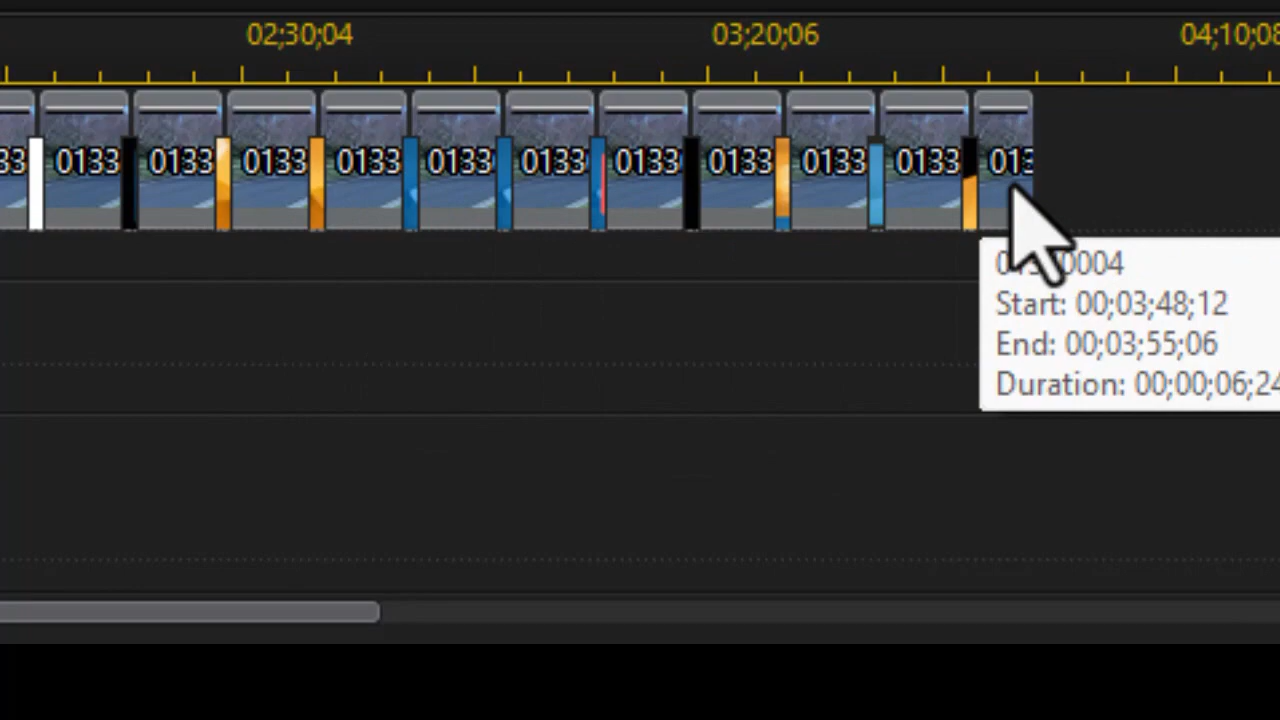 02;30;04 03;20;06 04;10;08
33 0133 0133 0133 0133 0133 0133 0133 0133 0133 0133 013
0004
Start: 00;03;48;12
End: 00;03;55;06
Duration: 00;00;06;24